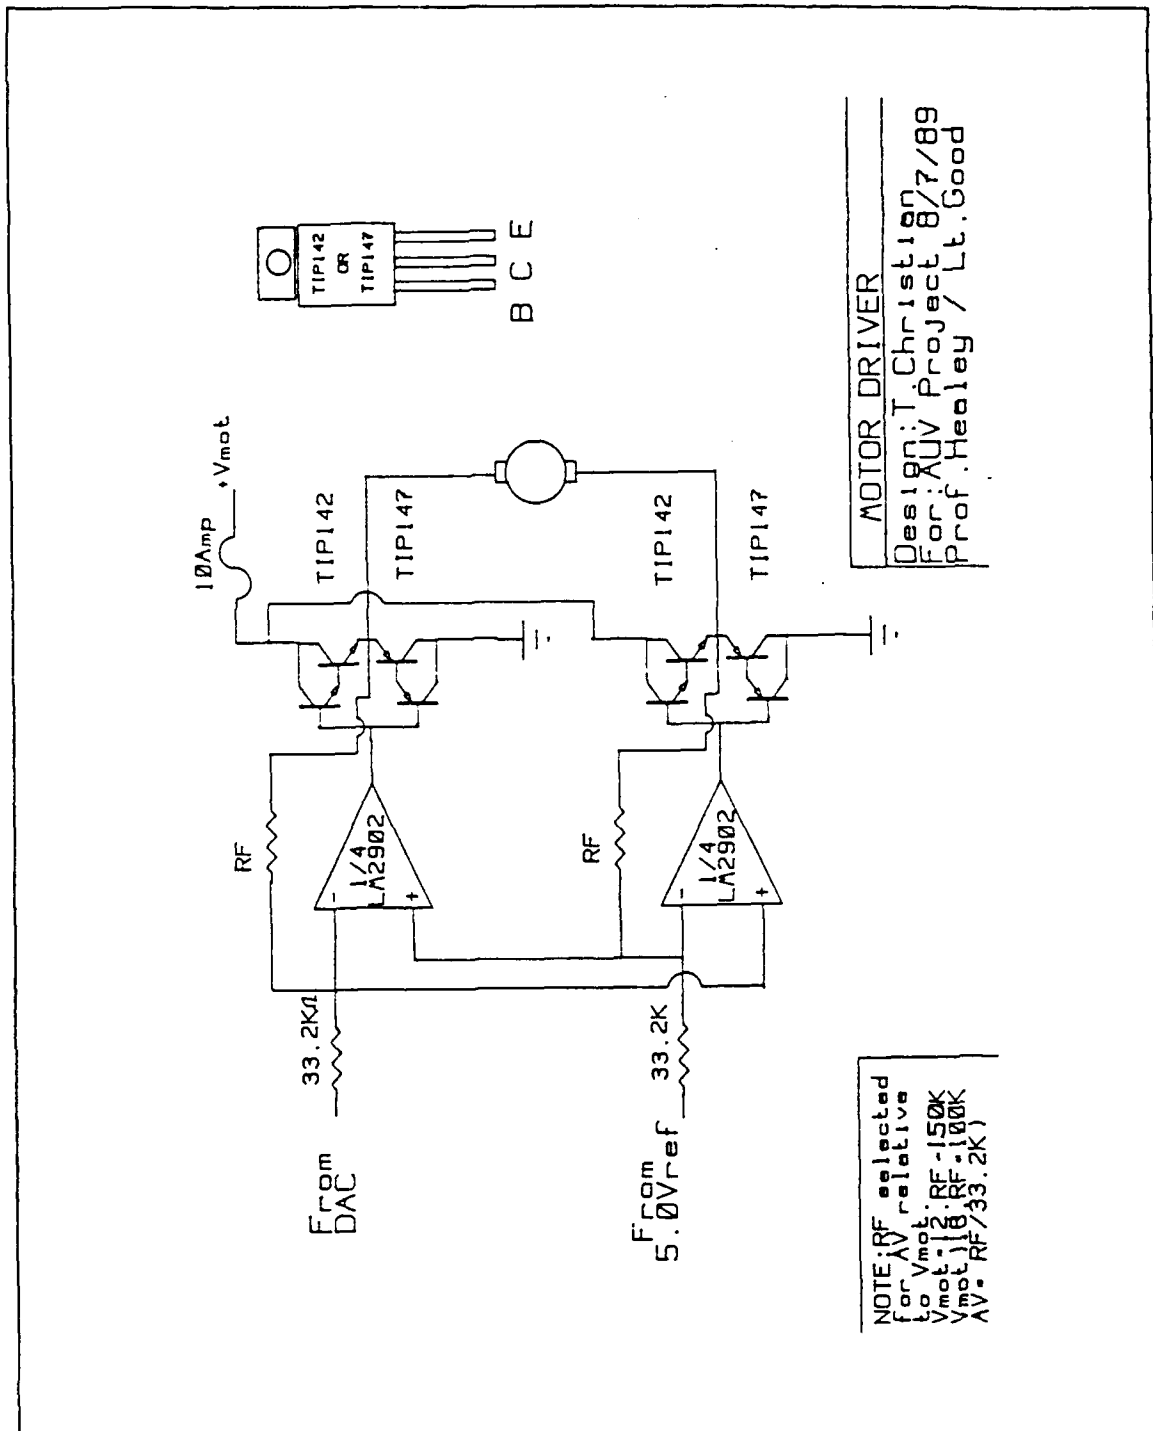 10Amp
+Vmot
TIP142
OR
TIP147
B C E
RF
TIP142
TIP147
33.2KΩ
-
1/4
LM2902
+
From
DAC
RF
TIP142
TIP147
33.2K
-
1/4
LM2902
+
From
5.0Vref
NOTE:RF selected
for AV relative
to Vmot.
Vmot=12,RF=150K
RF=100K
AV= RF/33.2K)
MOTOR DRIVER
Design:T.Christian
For:AUV Project 8/7/89
Prof.Healey / Lt.Good